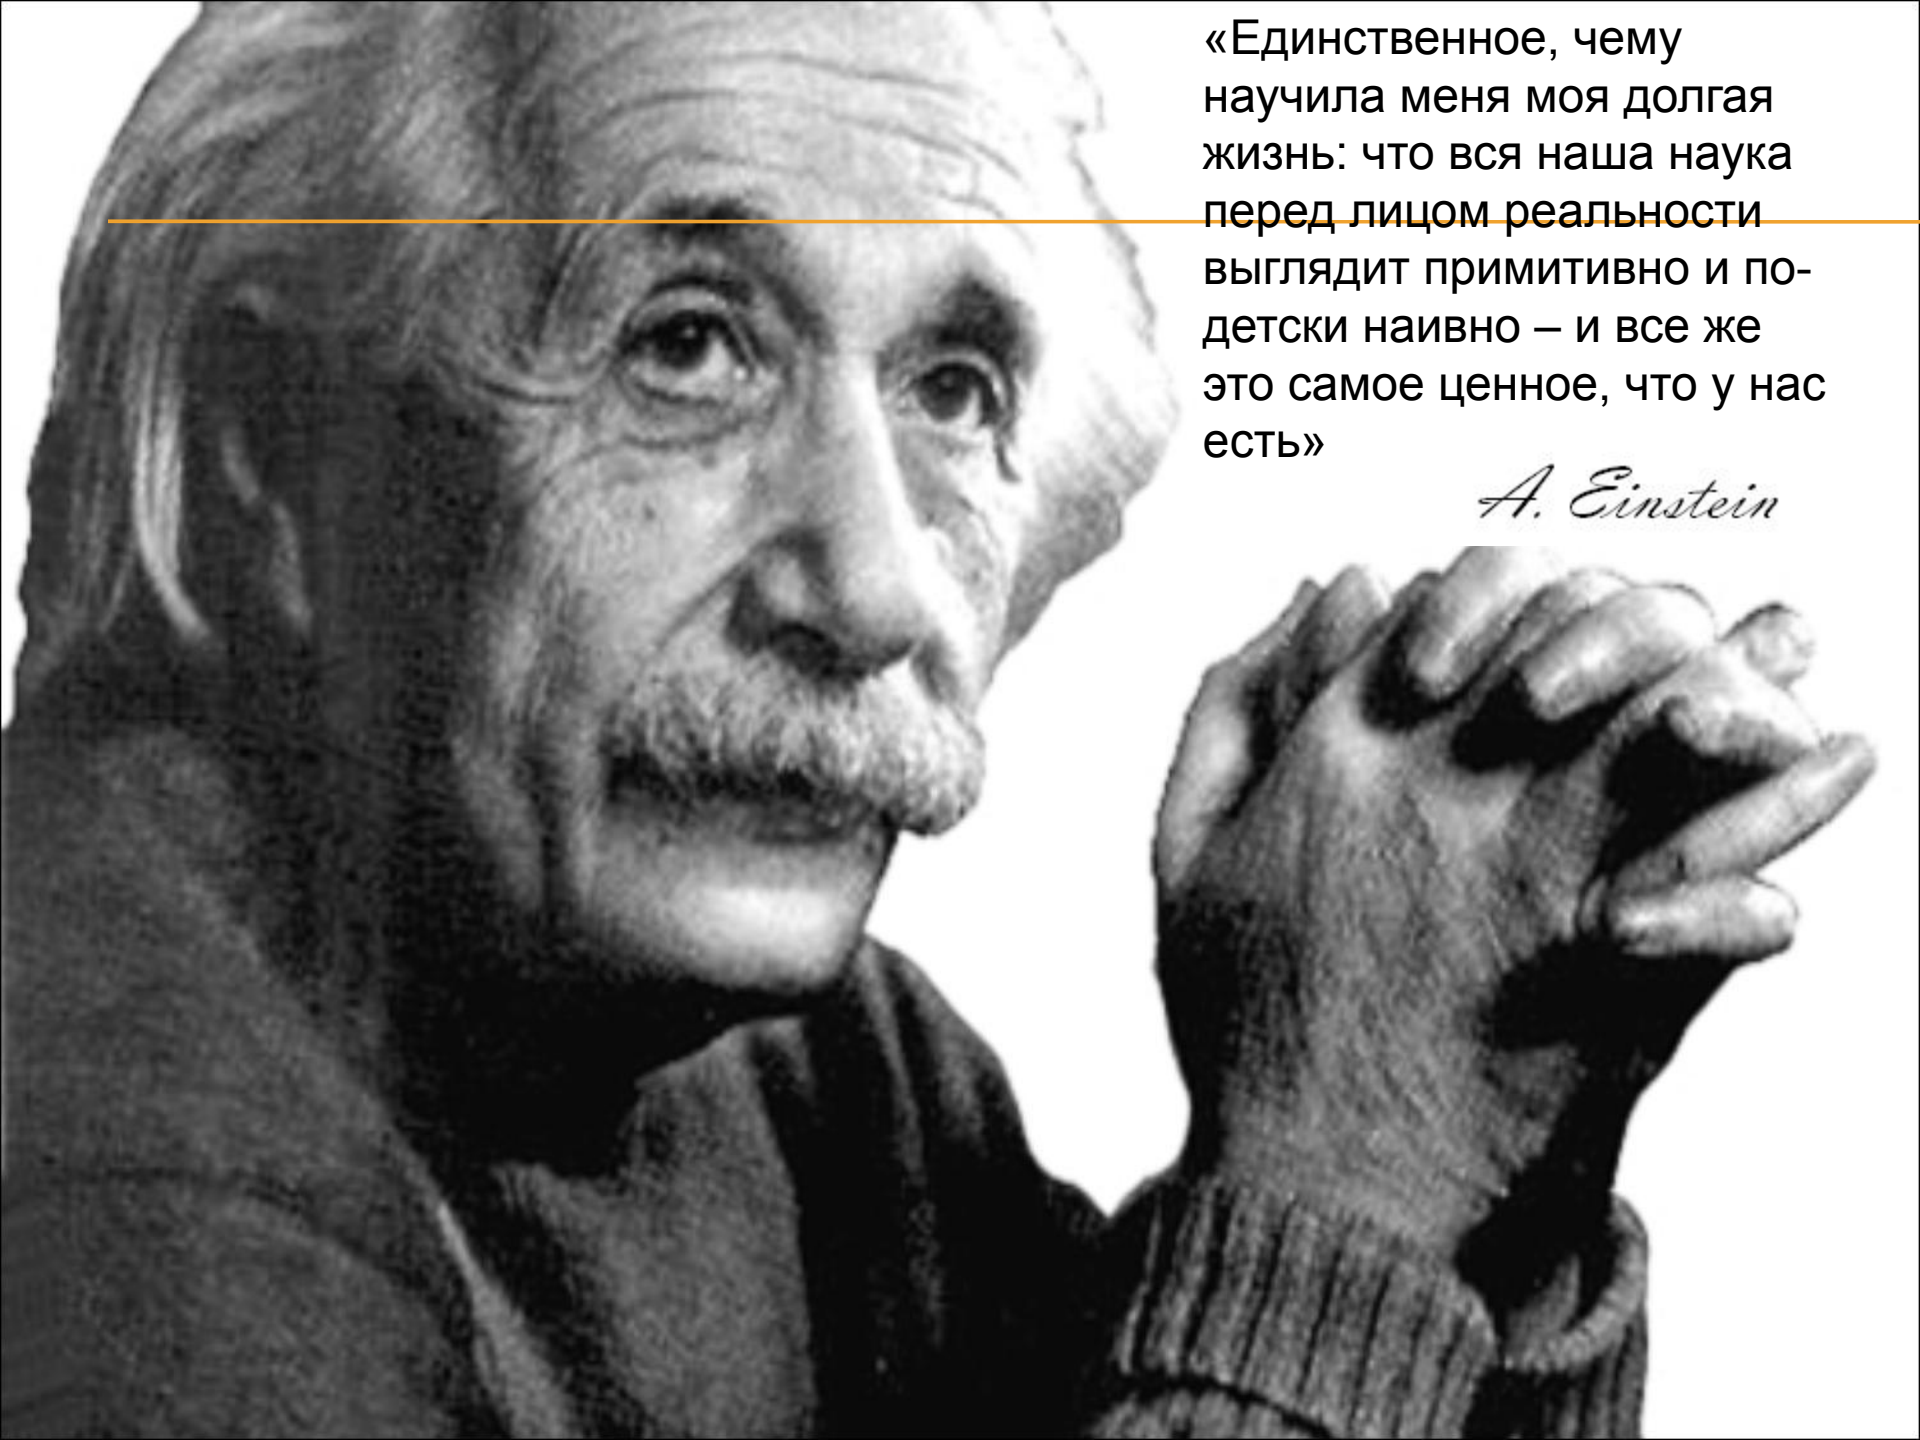 «Единственное, чему
научила меня моя долгая
жизнь: что вся наша наука
перед лицом реальности
выглядит примитивно и по-
детски наивно – и все же
это самое ценное, что у нас
есть»
A. Einstein